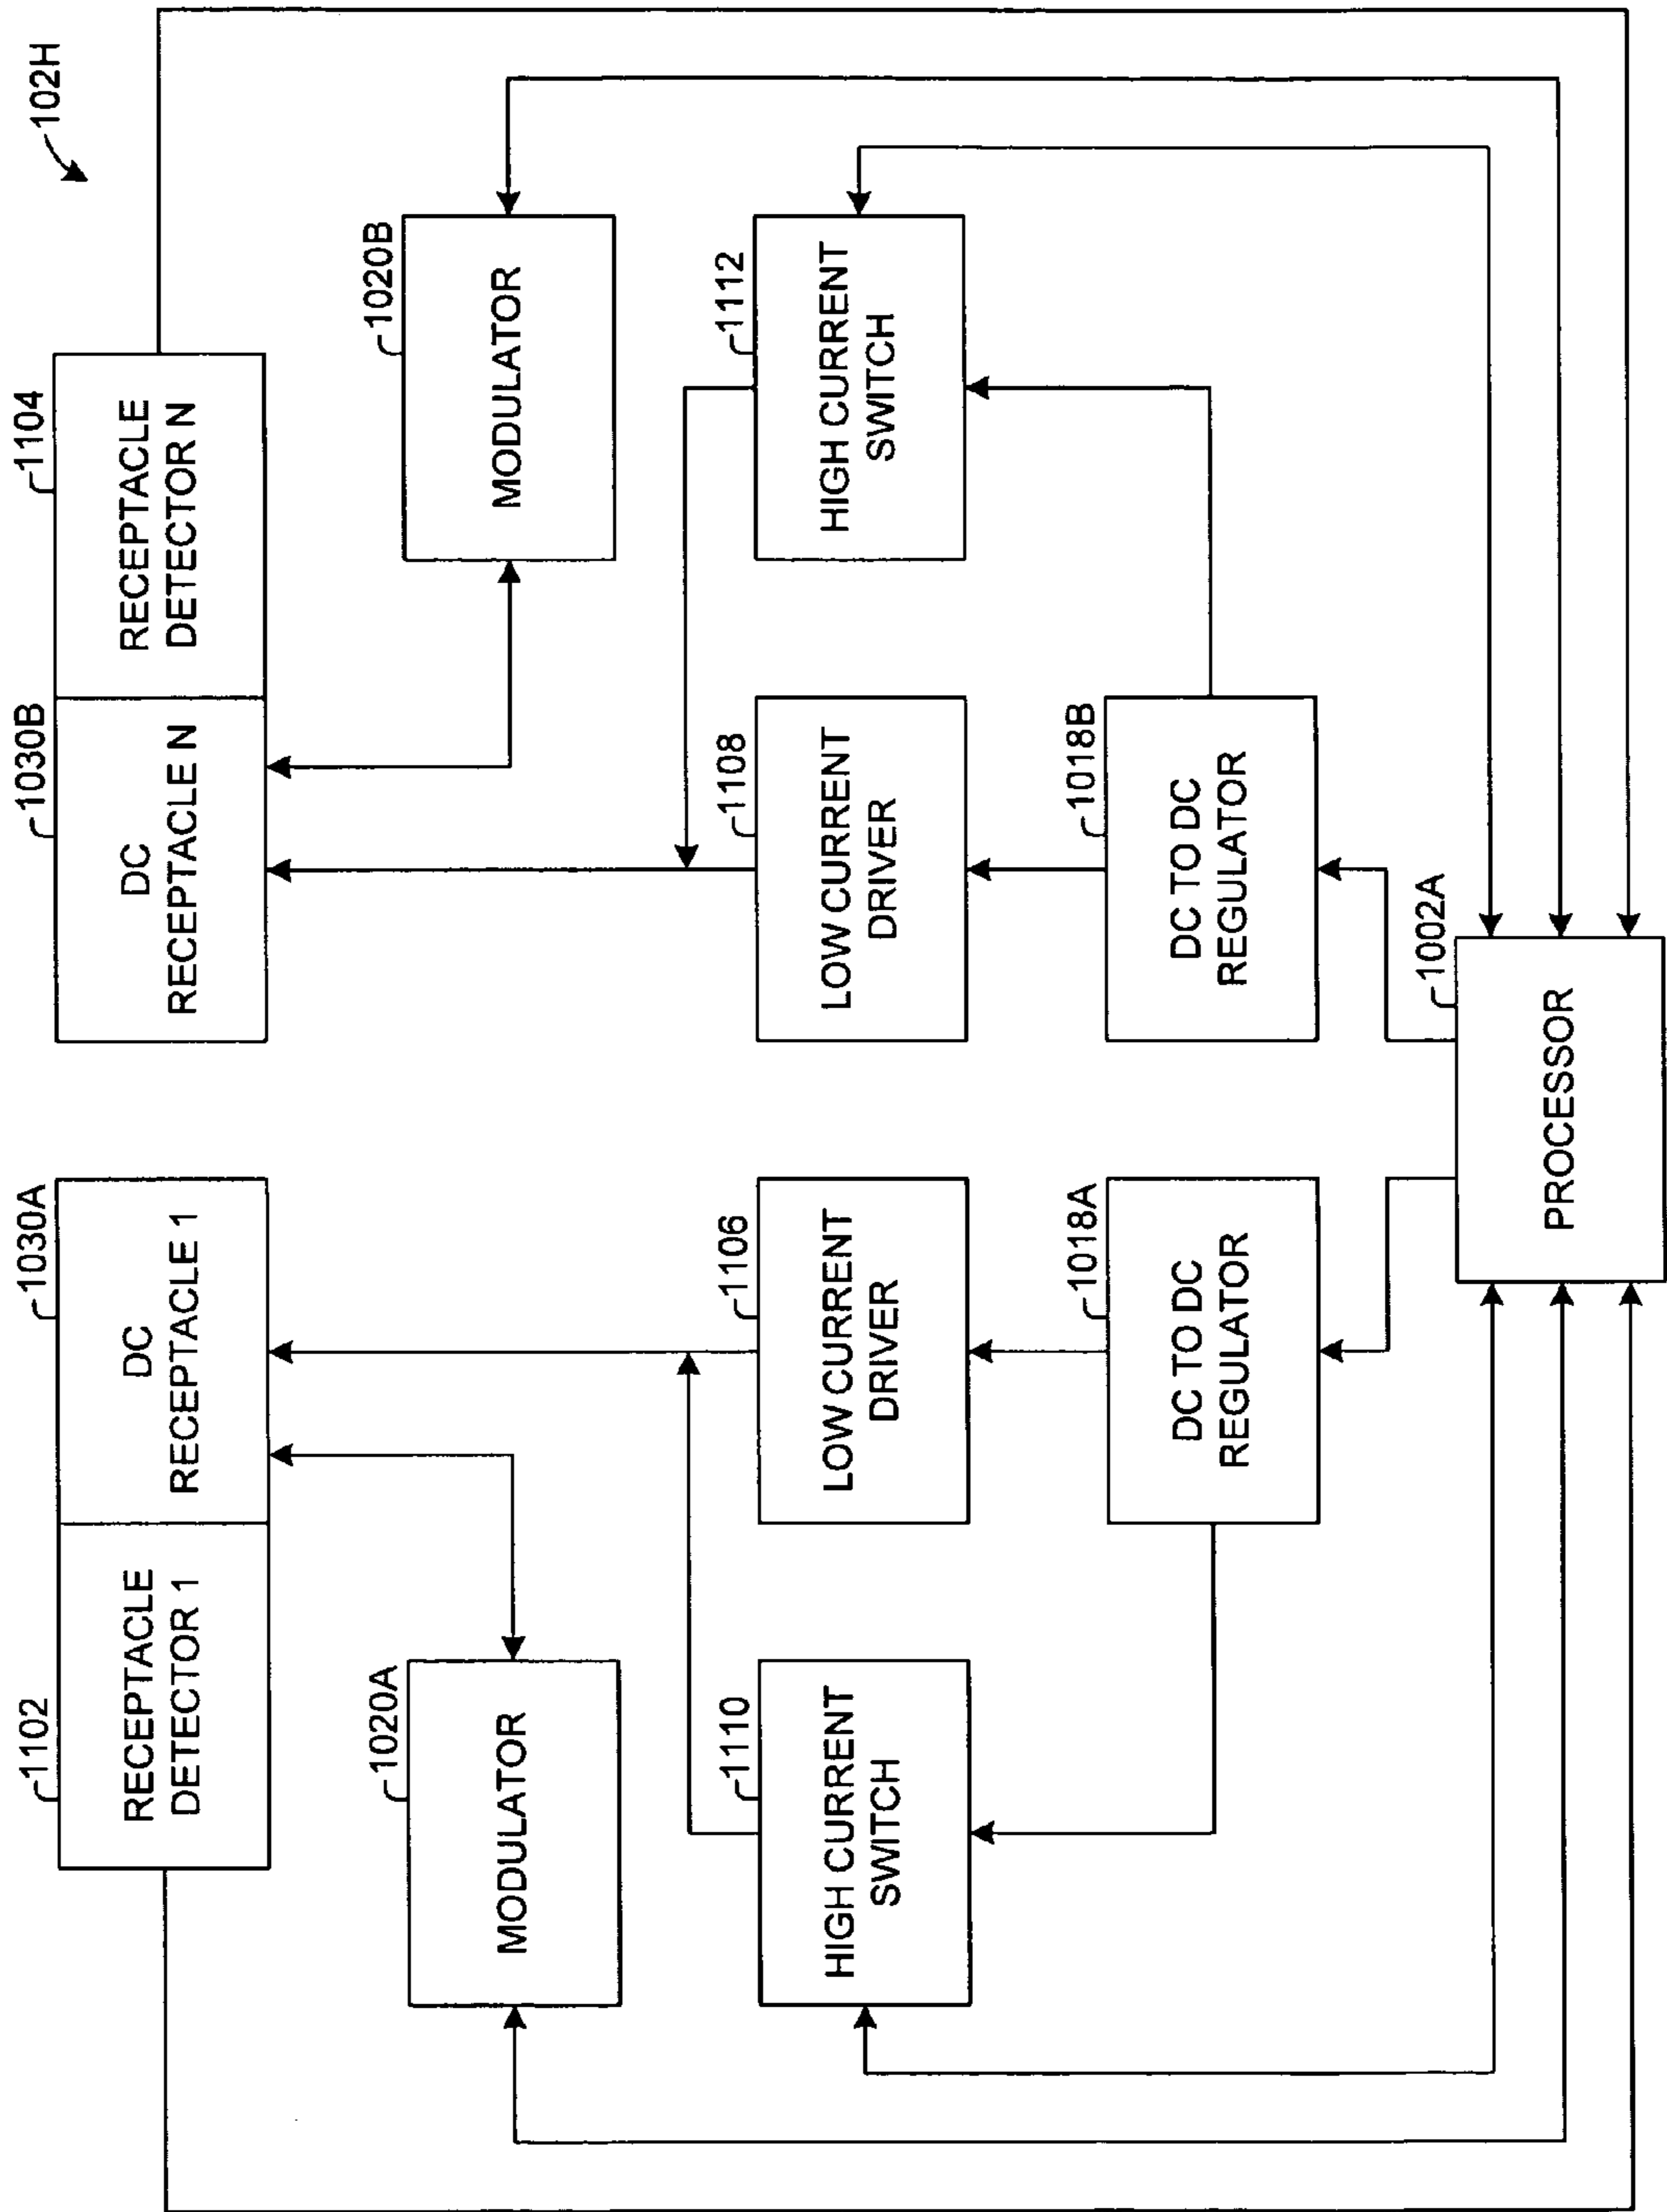 102H
1102
RECEPTACLE
DETECTOR 1
1030A
DC
RECEPTACLE 1
1030B
DC
RECEPTACLE N
1104
RECEPTACLE
DETECTOR N
1020A
MODULATOR
1020B
MODULATOR
1110
HIGH CURRENT
SWITCH
1106
LOW CURRENT
DRIVER
1108
LOW CURRENT
DRIVER
1112
HIGH CURRENT
SWITCH
1018A
DC TO DC
REGULATOR
1018B
DC TO DC
REGULATOR
1002A
PROCESSOR